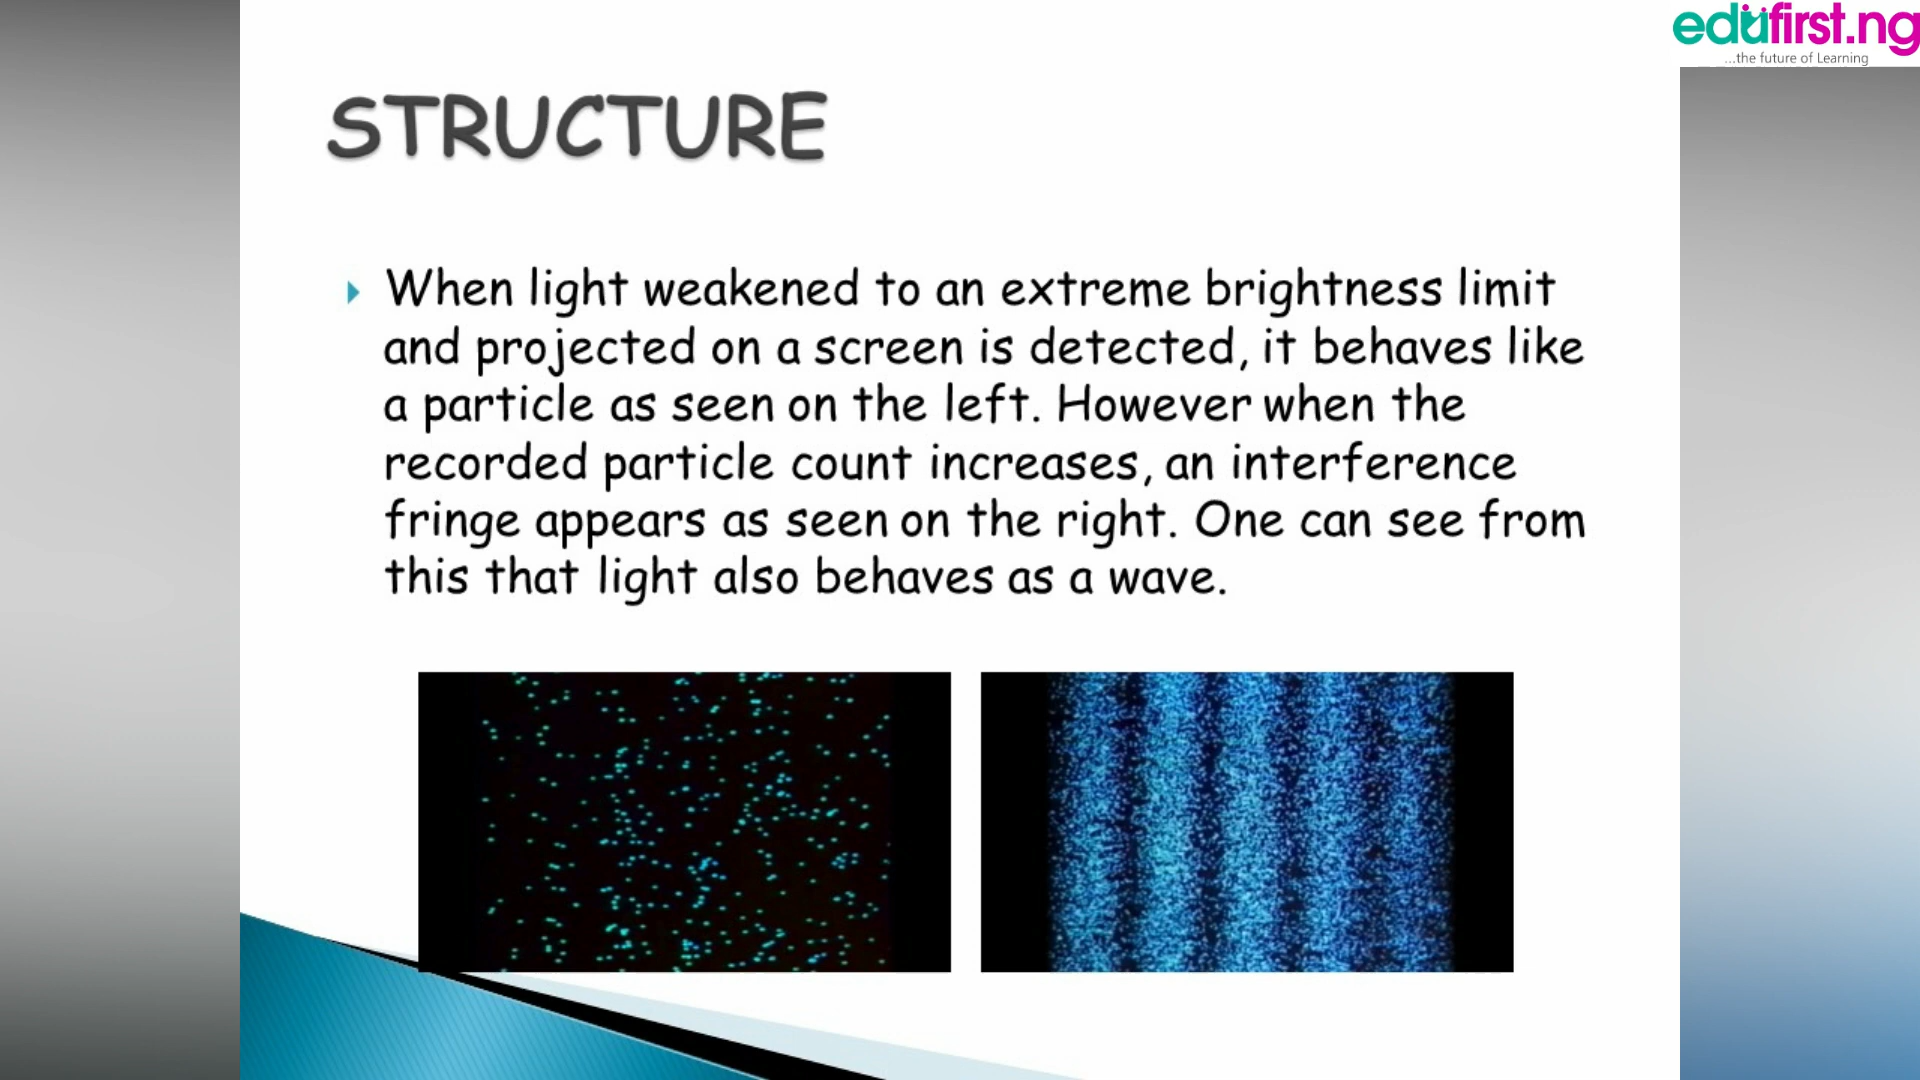 edufirst.ng
...the future of Learning
STRUCTURE
When light weakened to an extreme brightness limit
and projected on a screen is detected, it behaves like
a particle as seen on the left. However when the
recorded particle count increases, an interference
fringe appears as seen on the right. One can see from
this that light also behaves as a wave.